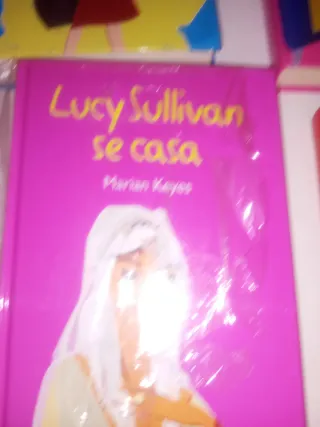 Lucy Sullivan
se casa
Marian Keyes